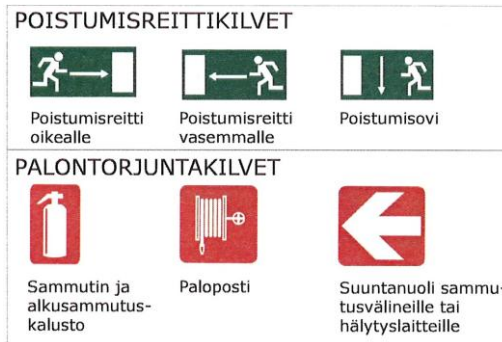 POISTUMISREITTIKILVET
Poistumisreitti
oikealle
Poistumisreitti
vasemmalle
Poistumisovi
PALONTORJUNTAKILVET
Sammutin ja
alkusammutus-
kalusto
Paloposti
Suuntanuoli sammu-
tusvälineille tai
hälytyslaitteille